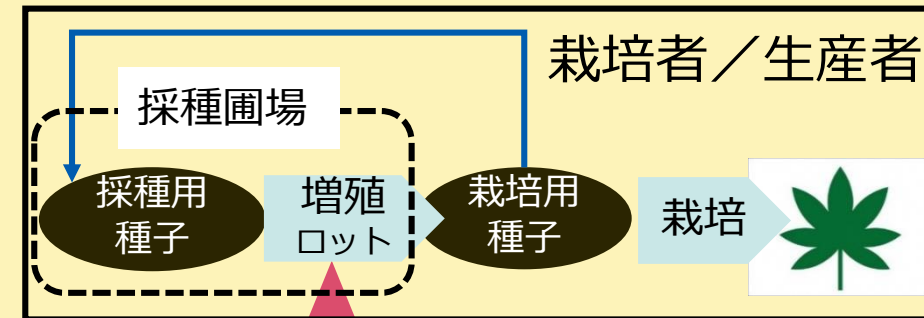 栽培者／生産者
採種圃場
採種用
種子
増殖
ロット
栽培用
種子
栽培